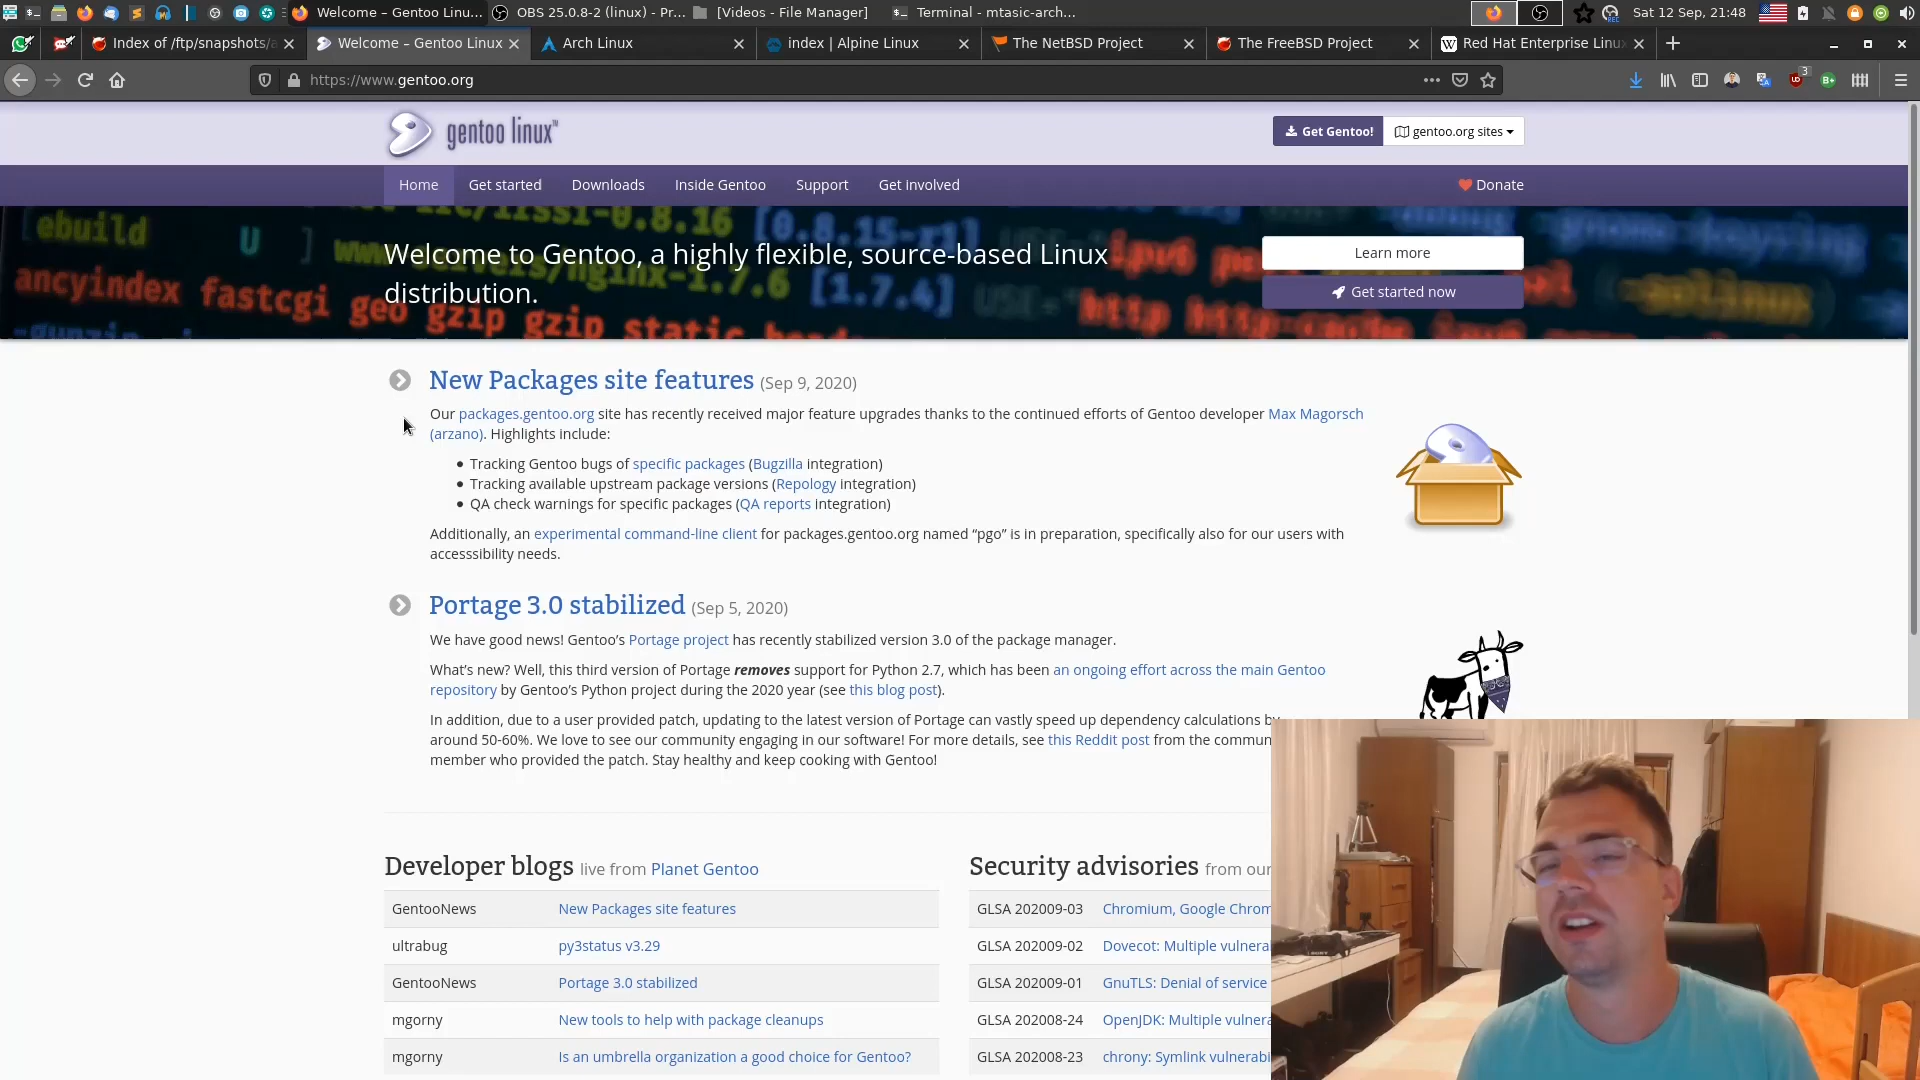 Welcome – Gentoo Linu... OBS 25.0.8-2 (linux) - Pr... [Videos - File Manager] Terminal - mtasic-arch... Sat 12 Sep, 21:48
Index of /ftp/snapshots/a Welcome – Gentoo Linux Arch Linux index | Alpine Linux The NetBSD Project The FreeBSD Project Red Hat Enterprise Linu
https://www.gentoo.org 3
gentoo linux™ Get Gentoo! gentoo.org sites
Home Get started Downloads Inside Gentoo Support Get involved Donate
[ebuild U ]
[0.8.15-r1]
ancyindex fastcgi geo gzip gzip_static
[1.7.4] USE=
Welcome to Gentoo, a highly flexible, source-based Linux
distribution.
Learn more
Get started now
New Packages site features (Sep 9, 2020)
Our packages.gentoo.org site has recently received major feature upgrades thanks to the continued efforts of Gentoo developer Max Magorsch
(arzano). Highlights include:
• Tracking Gentoo bugs of specific packages (Bugzilla integration)
• Tracking available upstream package versions (Repology integration)
• QA check warnings for specific packages (QA reports integration)
Additionally, an experimental command-line client for packages.gentoo.org named “pgo” is in preparation, specifically also for our users with
accesssibility needs.
Portage 3.0 stabilized (Sep 5, 2020)
We have good news! Gentoo’s Portage project has recently stabilized version 3.0 of the package manager.
What’s new? Well, this third version of Portage removes support for Python 2.7, which has been an ongoing effort across the main Gentoo
repository by Gentoo’s Python project during the 2020 year (see this blog post).
In addition, due to a user provided patch, updating to the latest version of Portage can vastly speed up dependency calculations by
around 50-60%. We love to see our community engaging in our software! For more details, see this Reddit post from the commun
member who provided the patch. Stay healthy and keep cooking with Gentoo!
Developer blogs live from Planet Gentoo
GentooNews New Packages site features
ultrabug py3status v3.29
GentooNews Portage 3.0 stabilized
mgorny New tools to help with package cleanups
mgorny Is an umbrella organization a good choice for Gentoo?
Security advisories from our
GLSA 202009-03 Chromium, Google Chrom
GLSA 202009-02 Dovecot: Multiple vulnera
GLSA 202009-01 GnuTLS: Denial of service
GLSA 202008-24 OpenJDK: Multiple vulnera
GLSA 202008-23 chrony: Symlink vulnerabi